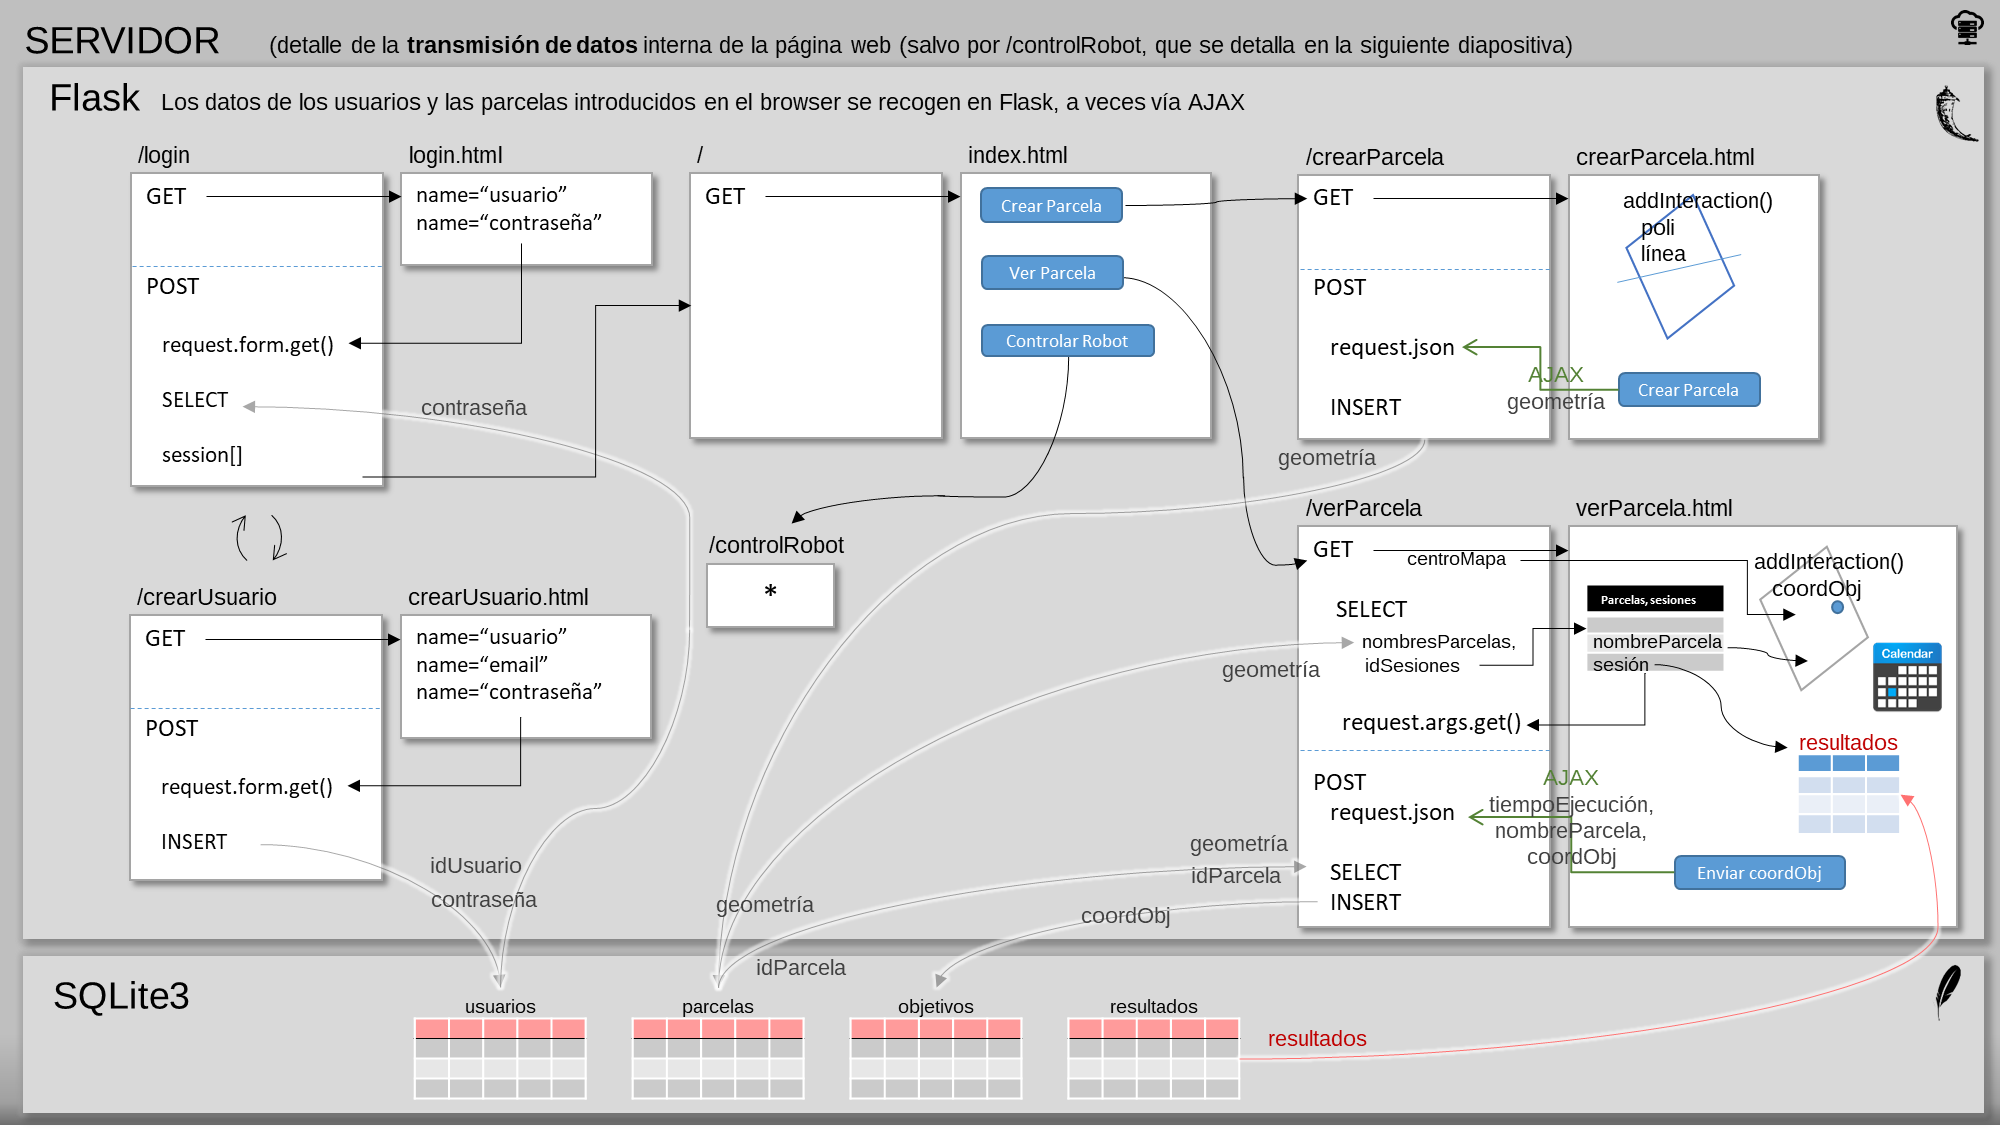 SERVIDOR (detalle de la transmisión de datos interna de la página web (salvo por /controlRobot, que se detalla en la siguiente diapositiva)
Flask Los datos de los usuarios y las parcelas introducidos en el browser se recogen en Flask, a veces vía AJAX
/login
GET
POST
request.form.get()
SELECT
session[]
login.html
name=“usuario”
name=“contraseña”
contraseña
/
GET
index.html
Crear Parcela
Ver Parcela
Controlar Robot
/crearParcela
GET
POST
request.json
INSERT
crearParcela.html
addInteraction()
poli
línea
Crear Parcela
AJAX
geometría
geometría
/controlRobot
*
/crearUsuario
GET
POST
request.form.get()
INSERT
crearUsuario.html
name=“usuario”
name=“email”
name=“contraseña”
idUsuario
contraseña
/verParcela
GET
centroMapa
SELECT
nombresParcelas,
idSesiones
geometría
request.args.get()
POST
request.json
SELECT
INSERT
verParcela.html
addInteraction()
coordObj
Parcelas, sesiones
nombreParcela
sesión
Calendar
resultados
AJAX
tiempoEjecución,
nombreParcela,
coordObj
Enviar coordObj
geometría
idParcela
geometría
coordObj
idParcela
SQLite3
usuarios
parcelas
objetivos
resultados
resultados